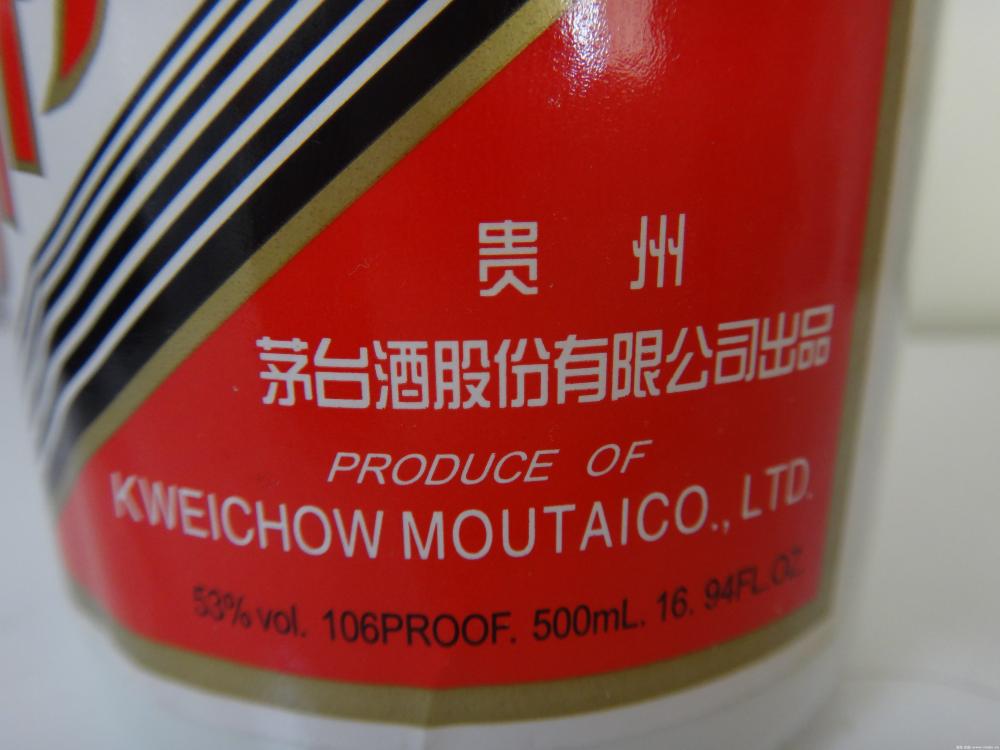 贵 州
茅台酒股份有限公司出品
PRODUCE OF
KWEICHOW MOUTAICO., LTD.
53% vol. 106PROOF. 500mL. 16. 94FL.OZ.